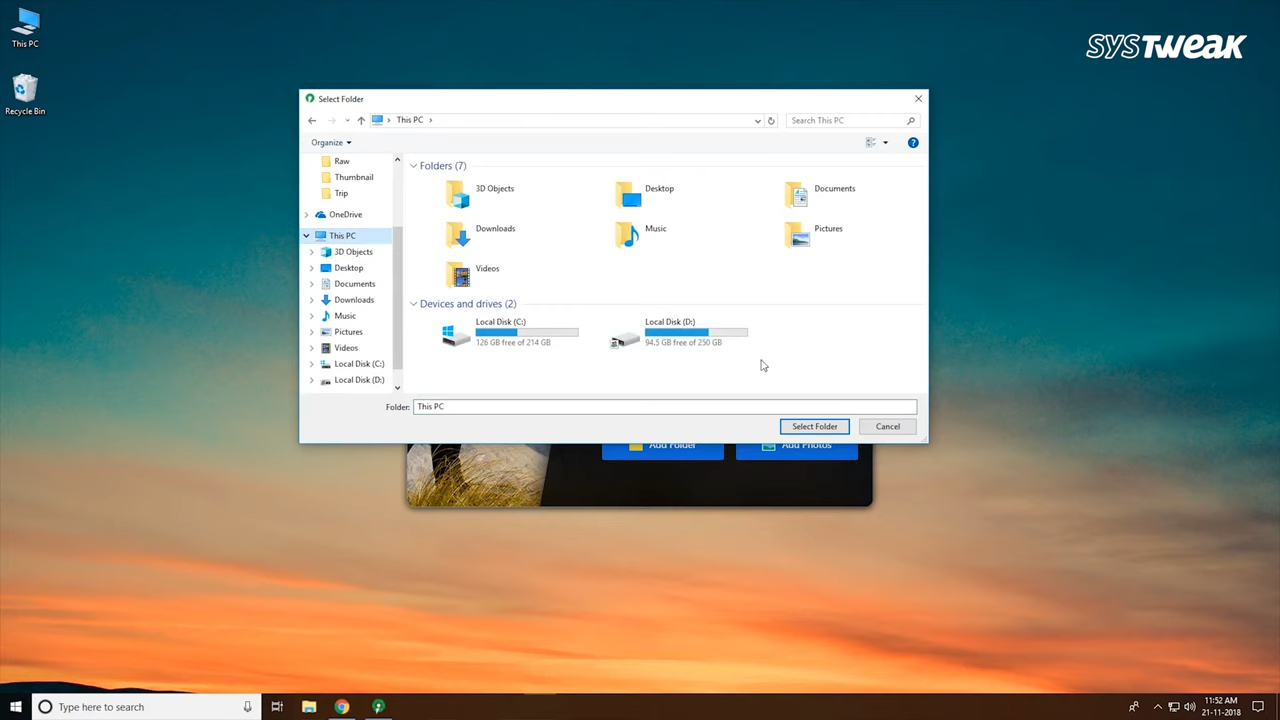 This PC
Recycle Bin
SYSTWEAK
Select Folder
This PC
Search This PC
Organize
Raw
Thumbnail
Trip
OneDrive
This PC
3D Objects
Desktop
Documents
Downloads
Music
Pictures
Videos
Local Disk (C:)
Local Disk (D:)
Folders (7)
3D Objects
Desktop
Documents
Downloads
Music
Pictures
Videos
Devices and drives (2)
Local Disk (C:)
126 GB free of 214 GB
Local Disk (D:)
94.5 GB free of 250 GB
Folder: This PC
Select Folder
Cancel
Add Folder
Add Photos
Type here to search
11:52 AM
21-11-2018